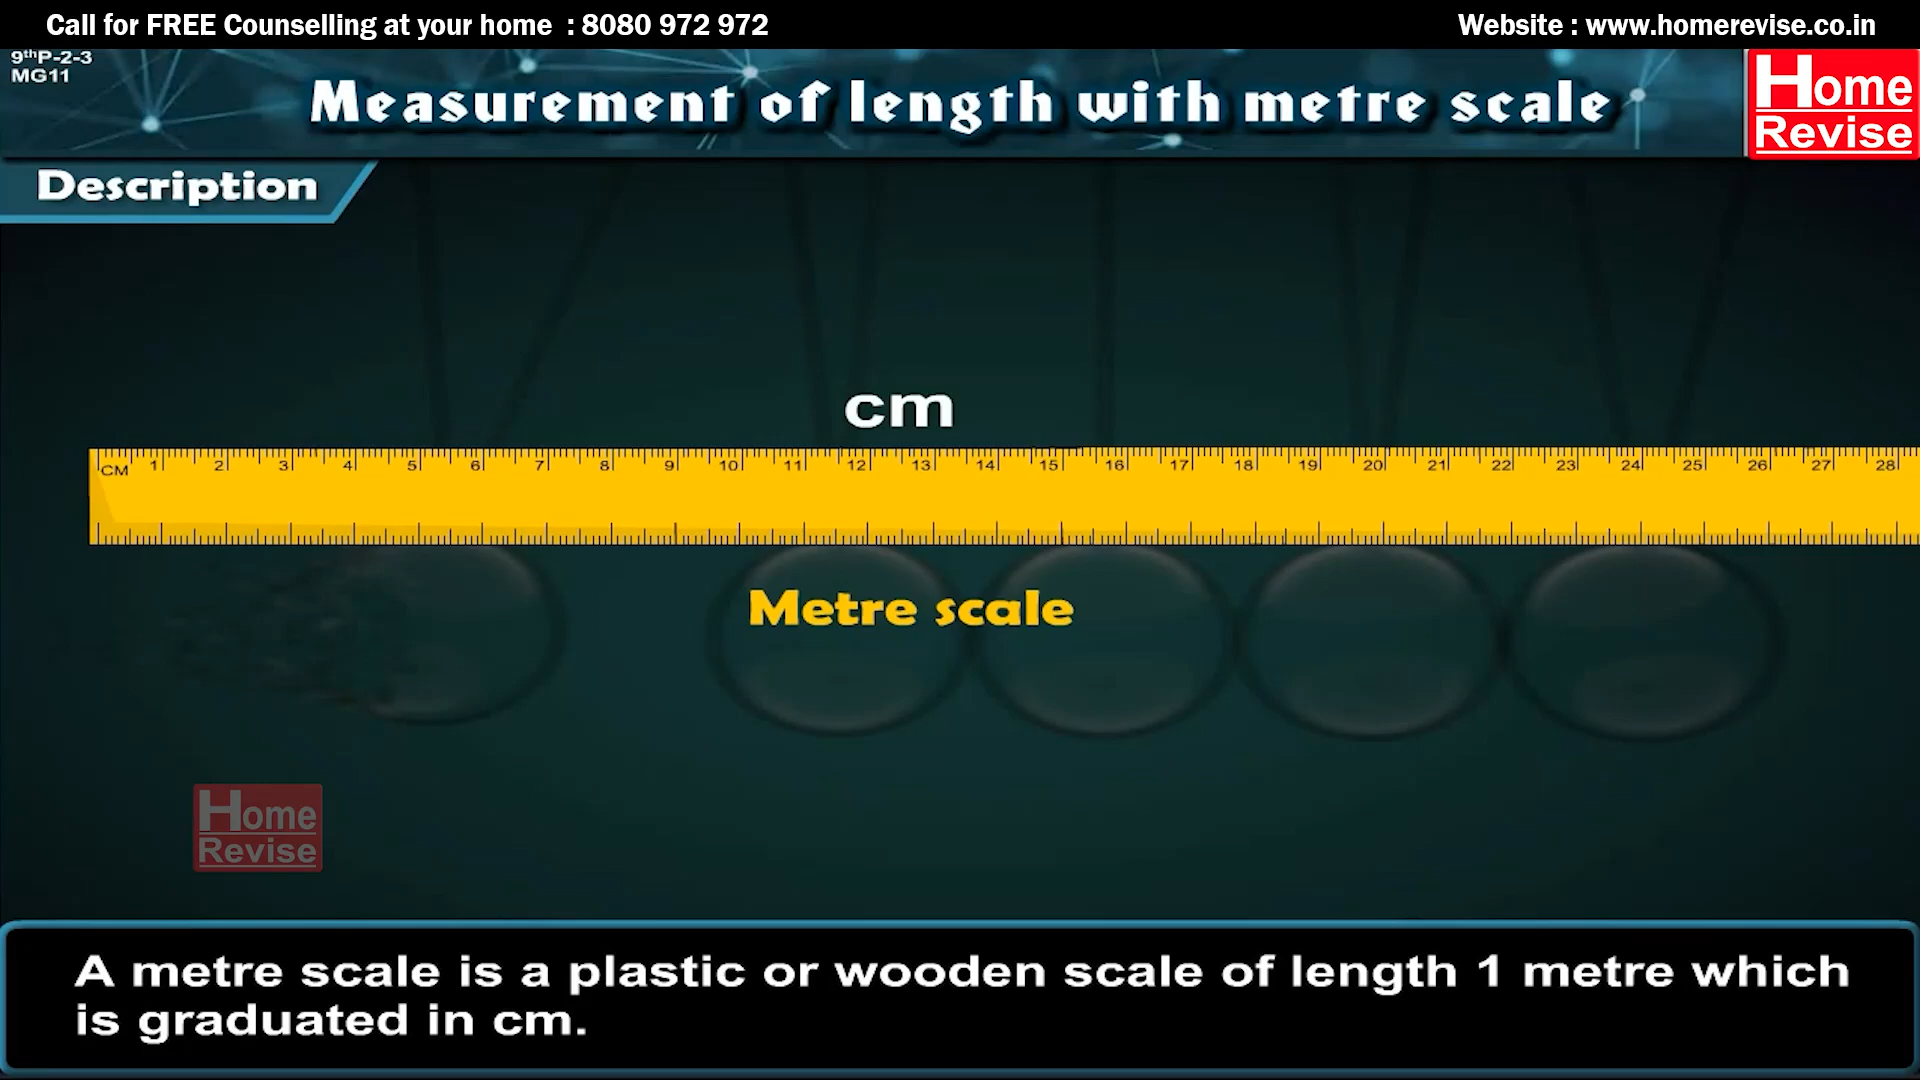 Call for FREE Counselling at your home : 8080 972 972
Website : www.homerevise.co.in
9thP-2-3
MG11
Measurement of length with metre scale
Home
Revise
Description
cm
CM 1 2 3 4 5 6 7 8 9 10 11 12 13 14 15 16 17 18 19 20 21 22 23 24 25 26 27 28
Metre scale
Home
Revise
A metre scale is a plastic or wooden scale of length 1 metre which
is graduated in cm.